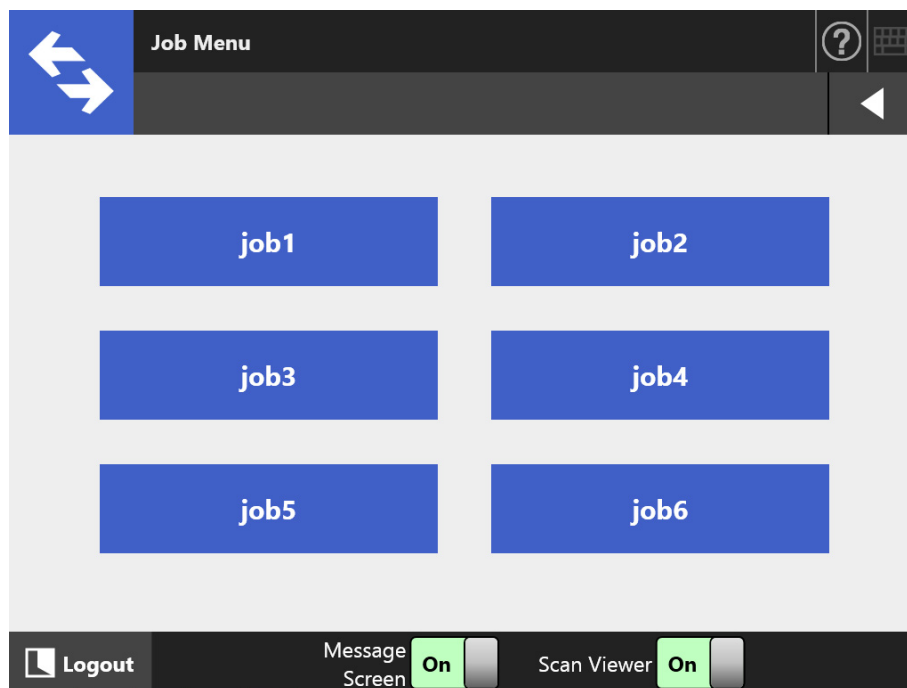 Job Menu
?
job1 job2
job3 job4
job5 job6
Logout
Message
Screen
On
Scan Viewer On